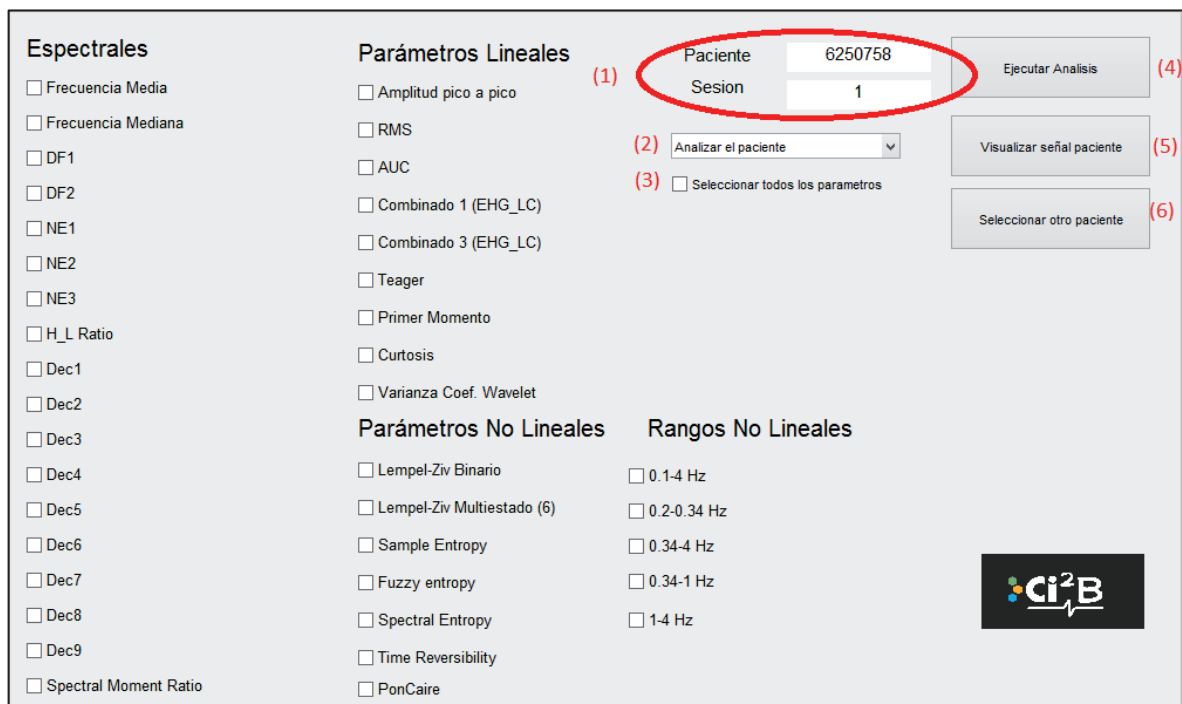 Espectrales
Frecuencia Media
Frecuencia Mediana
DF1
DF2
NE1
NE2
NE3
H_L Ratio
Dec1
Dec2
Dec3
Dec4
Dec5
Dec6
Dec7
Dec8
Dec9
Spectral Moment Ratio
Parámetros Lineales
Amplitud pico a pico
RMS
AUC
Combinado 1 (EHG_LC)
Combinado 3 (EHG_LC)
Teager
Primer Momento
Curtosis
Varianza Coef. Wavelet
Parámetros No Lineales
Lempel-Ziv Binario
Lempel-Ziv Multiestado (6)
Sample Entropy
Fuzzy entropy
Spectral Entropy
Time Reversibility
PonCaire
Rangos No Lineales
0.1-4 Hz
0.2-0.34 Hz
0.34-4 Hz
0.34-1 Hz
1-4 Hz
(1)
Paciente 6250758
Sesion 1
(2) Analizar el paciente
(3) Seleccionar todos los parametros
Ejecutar Analisis (4)
Visualizar señal paciente (5)
Seleccionar otro paciente (6)
Ci²B